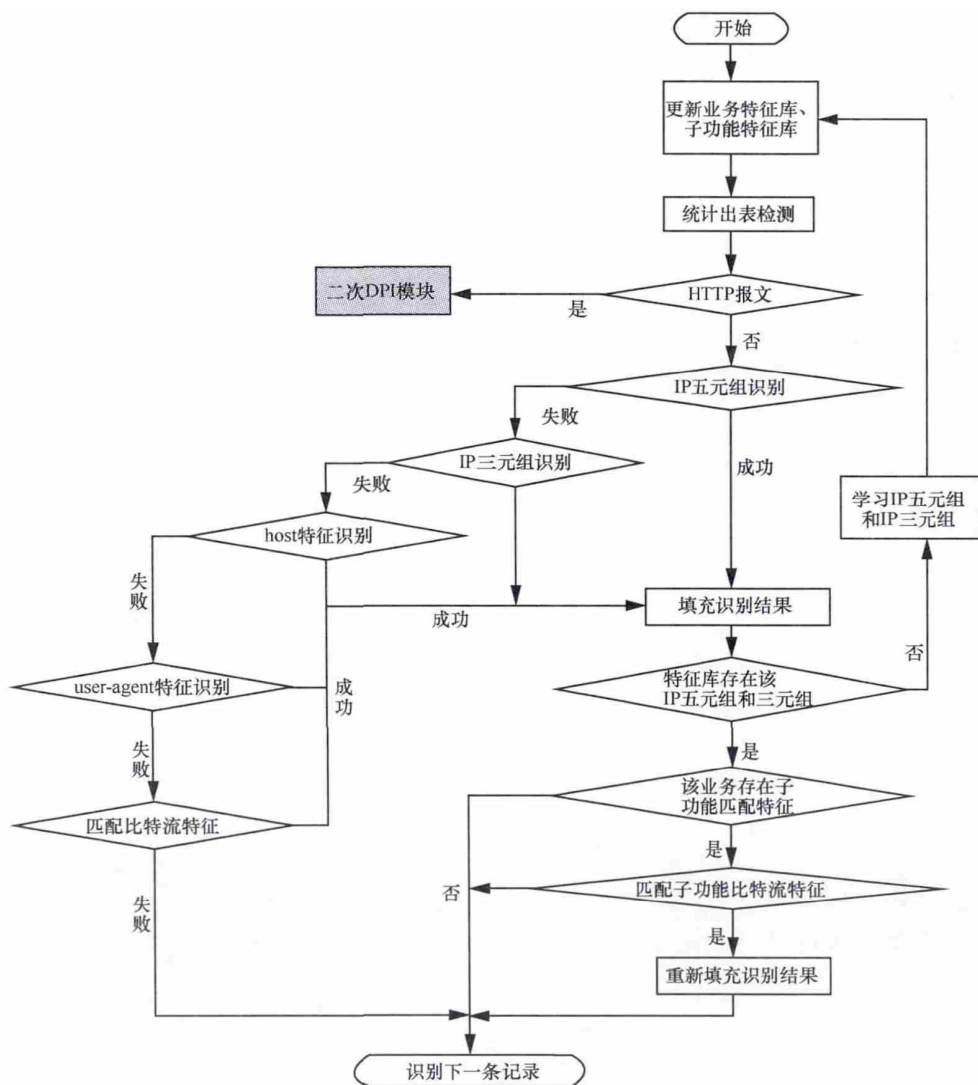 开始
更新业务特征库、
子功能特征库
统计出表检测
二次DPI模块
HTTP报文
是
否
IP五元组识别
失败
IP三元组识别
成功
失败
学习IP五元组
和IP三元组
host特征识别
失败
成功
填充识别结果
否
user-agent特征识别
成功
特征库存在该
IP五元组和三元组
失败
是
该业务存在子
功能匹配特征
匹配比特流特征
是
匹配子功能比特流特征
否
失败
是
重新填充识别结果
识别下一条记录